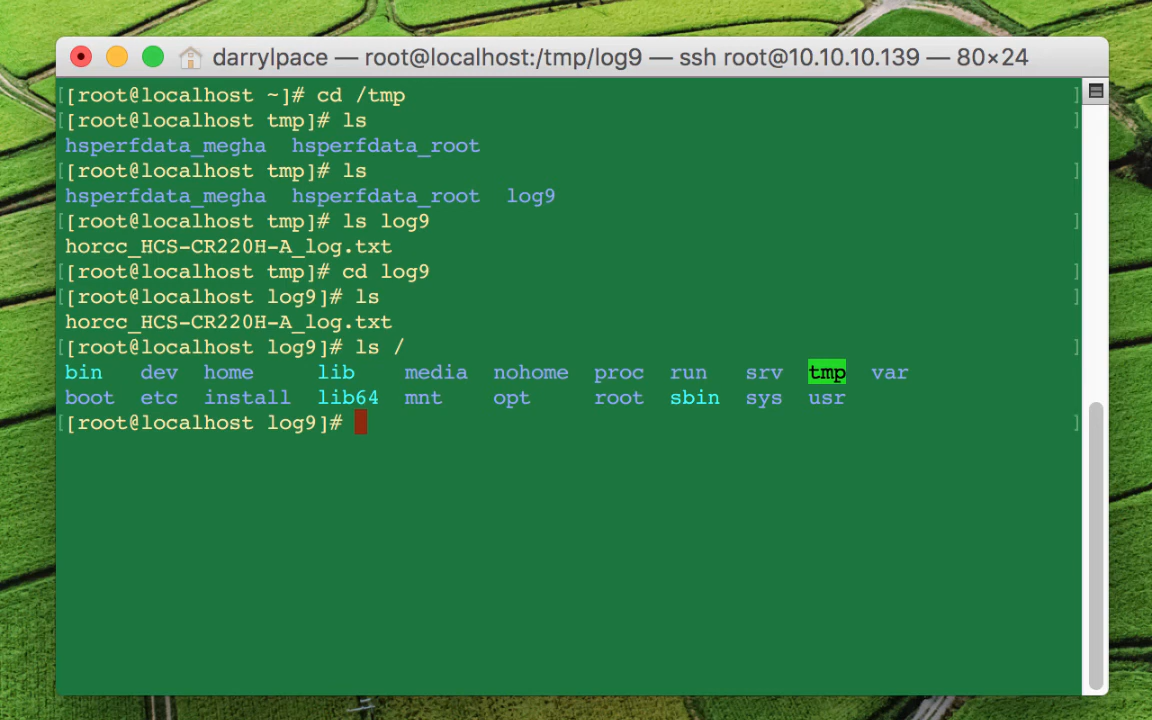 darrylpace — root@localhost:/tmp/log9 — ssh root@10.10.10.139 — 80×24
[[root@localhost ~]# cd /tmp ]
[[root@localhost tmp]# ls ]
hsperfdata_megha  hsperfdata_root
[[root@localhost tmp]# ls ]
hsperfdata_megha  hsperfdata_root  log9
[[root@localhost tmp]# ls log9 ]
horcc_HCS-CR220H-A_log.txt
[[root@localhost tmp]# cd log9 ]
[[root@localhost log9]# ls ]
horcc_HCS-CR220H-A_log.txt
[[root@localhost log9]# ls / ]
bin   dev  home     lib    media  nohome  proc  run   srv  tmp  var
boot  etc  install  lib64  mnt    opt     root  sbin  sys  usr
[[root@localhost log9]# ]